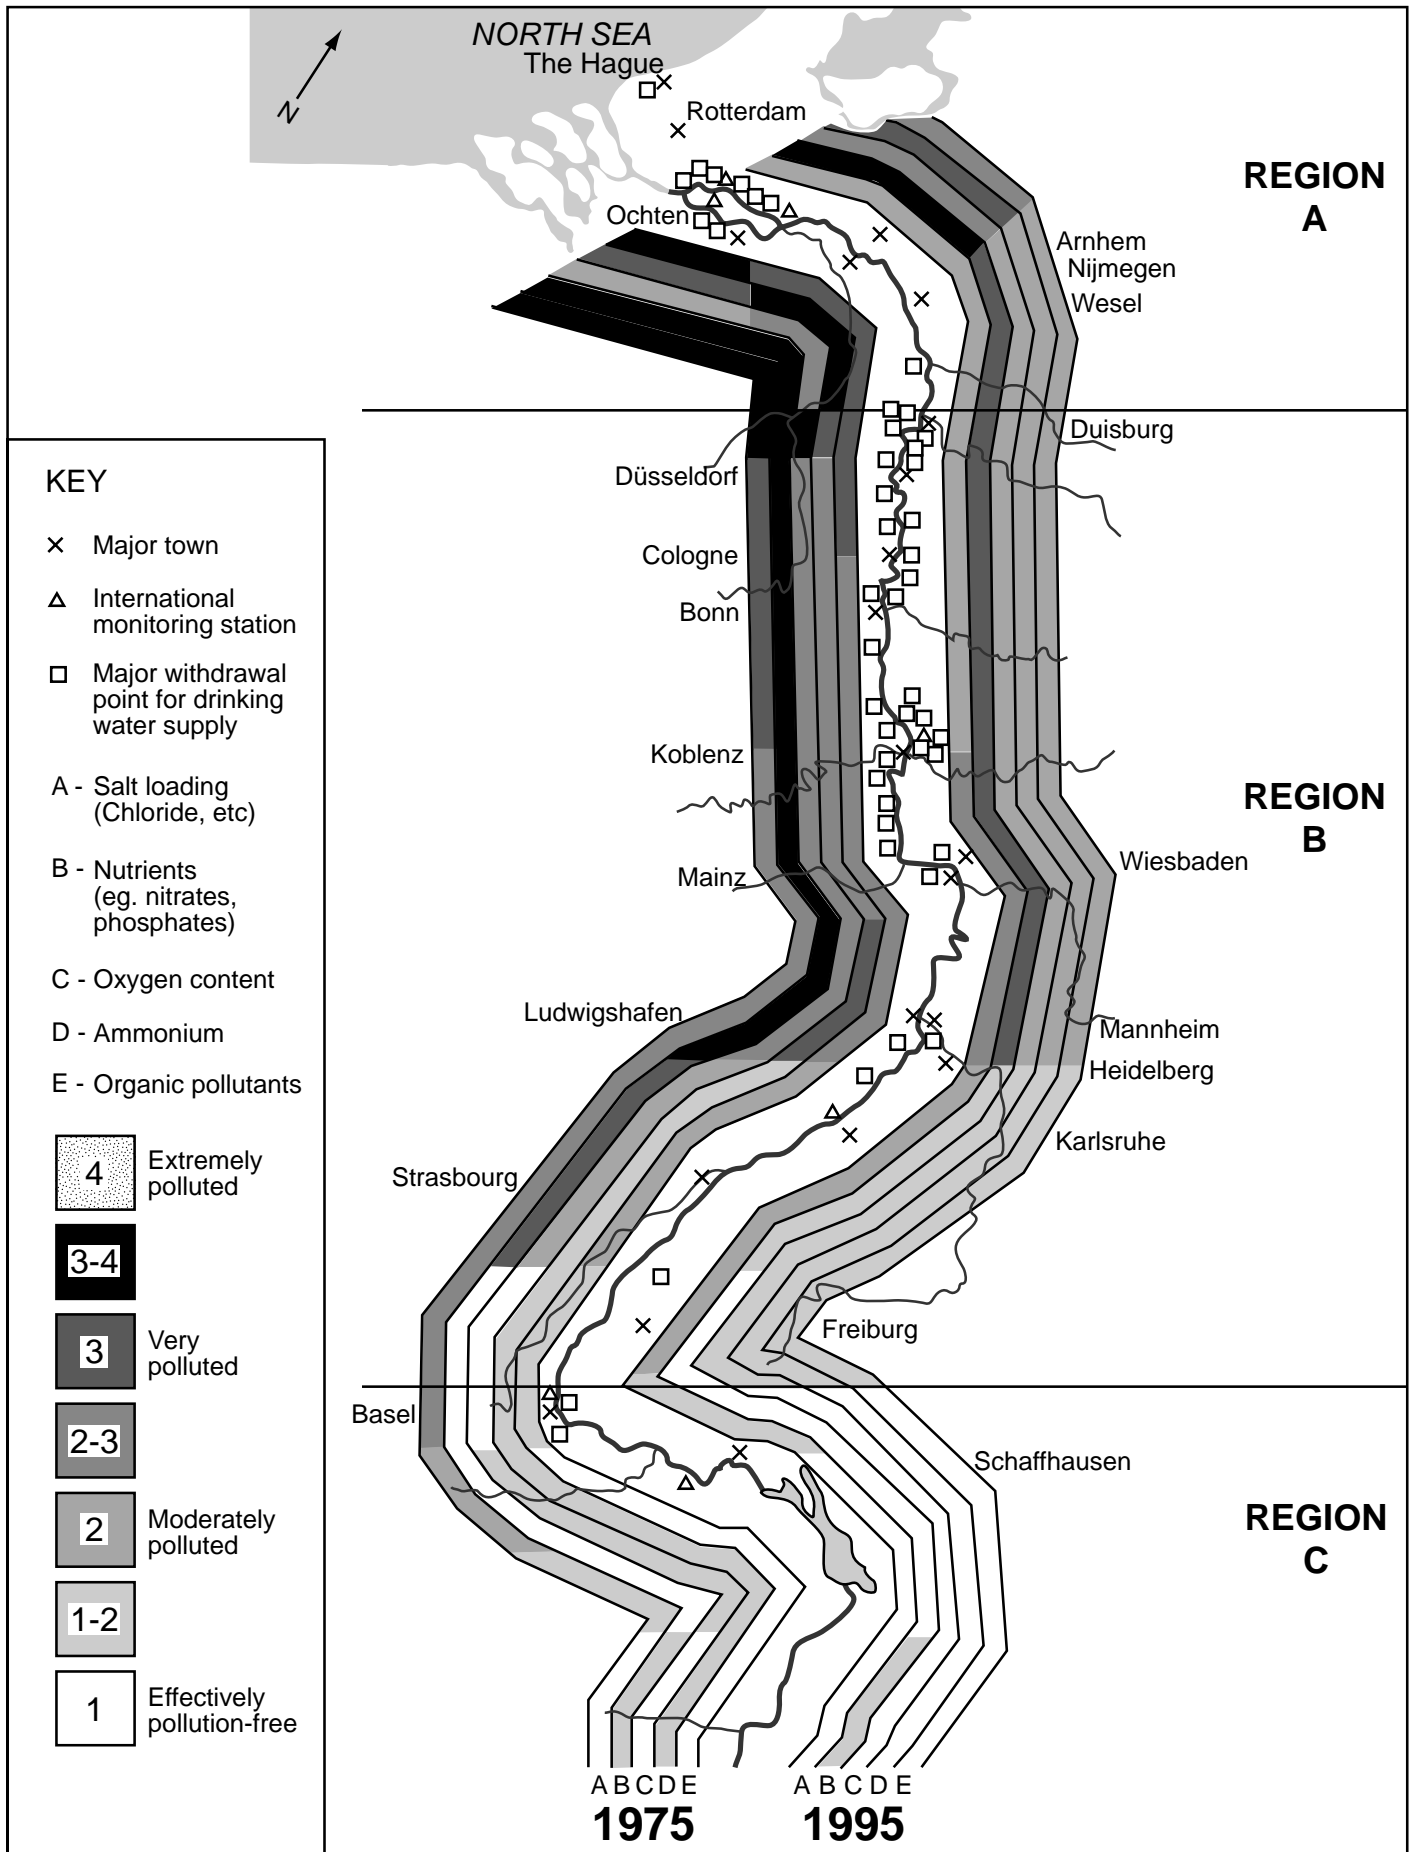 NORTH SEA
The Hague
N
Rotterdam
REGION
A
Ochten
Arnhem
Nijmegen
Wesel
Duisburg
Düsseldorf
Cologne
Bonn
Koblenz
REGION
B
Wiesbaden
Mainz
Ludwigshafen
Mannheim
Heidelberg
Karlsruhe
Strasbourg
Freiburg
Basel
Schaffhausen
REGION
C
KEY
Major town
International
monitoring station
Major withdrawal
point for drinking
water supply
A - Salt loading
(Chloride, etc)
B - Nutrients
(eg. nitrates,
phosphates)
C - Oxygen content
D - Ammonium
E - Organic pollutants
4 Extremely
polluted
3-4
3 Very
polluted
2-3
2 Moderately
polluted
1-2
1 Effectively
pollution-free
A B C D E
1975
A B C D E
1995